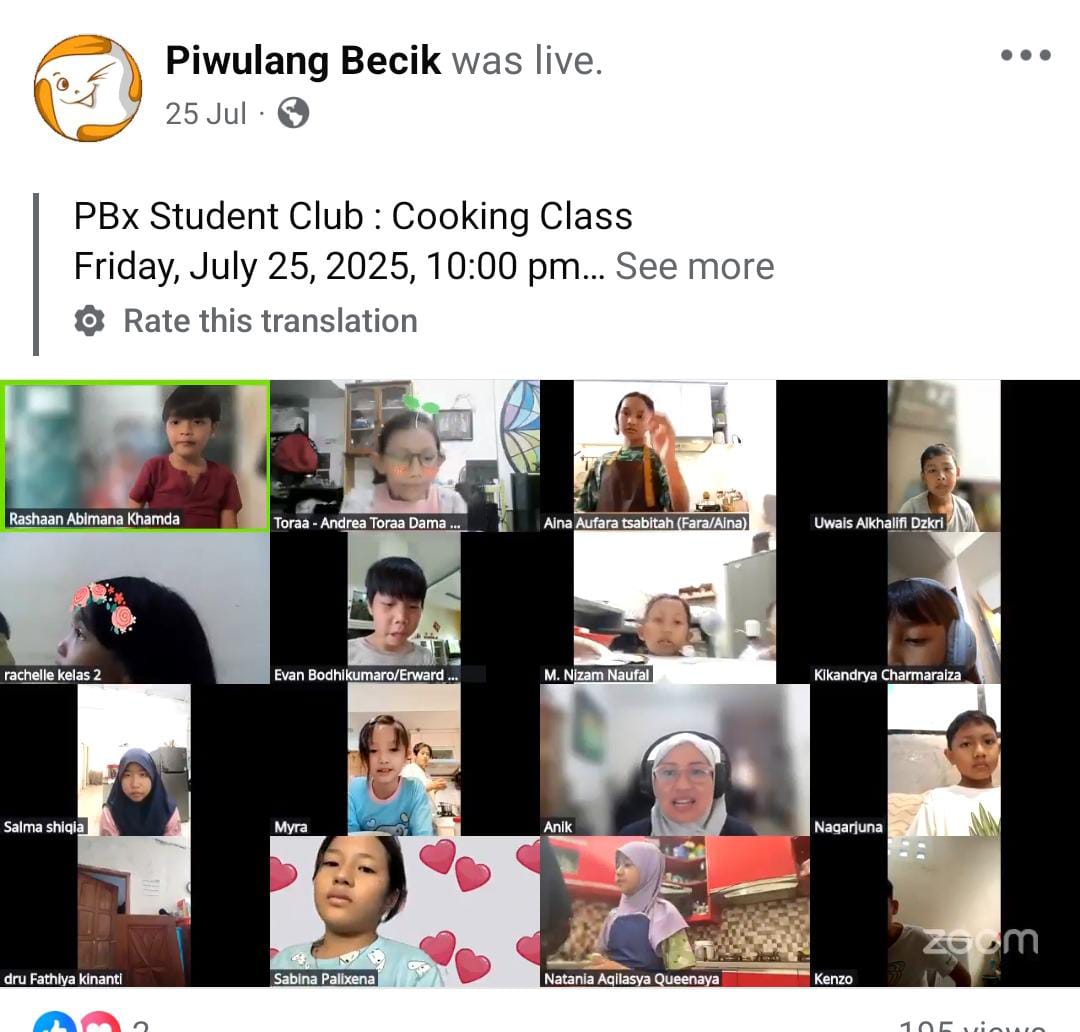 Piwulang Becik was live.
25 Jul ·
PBx Student Club : Cooking Class
Friday, July 25, 2025, 10:00 pm... See more
Rate this translation
Rashaan Abimana Khamda
Toraa - Andrea Toraa Dama ...
Aina Aufara tsabitah (Fara/Aina)
Uwais Alkhalifi Dzkri
rachelle kelas 2
Evan Bodhikumaro/Erward ...
M. Nizam Naufal
Kikandrya Charmaraiza
Salma shiqia
Myra
Anik
Nagarjuna
dru Fathiya kinanti
Sabina Palixena
Natania Aqilasya Queenaya
Kenzo
zoom
2
195 views